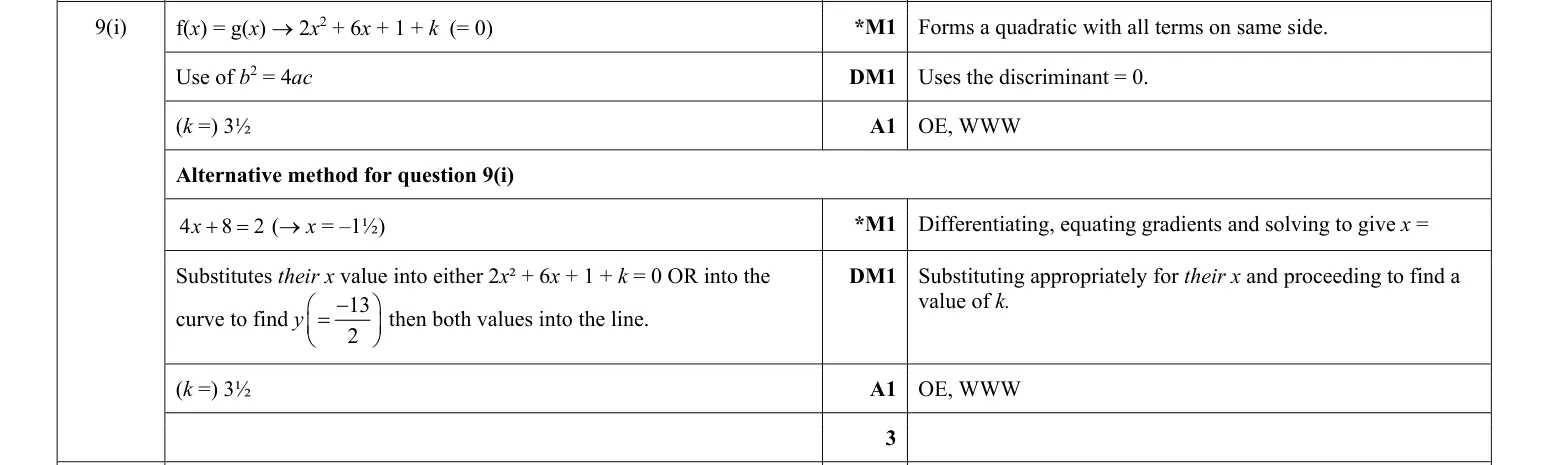 9(i) f(x) = g(x) → 2x² + 6x + 1 + k (= 0) *M1 Forms a quadratic with all terms on same side.
Use of b² = 4ac DM1 Uses the discriminant = 0.
(k =) 3½ A1 OE, WWW
Alternative method for question 9(i)
4x + 8 = 2 (→ x = –1½) *M1 Differentiating, equating gradients and solving to give x =
Substitutes their x value into either 2x² + 6x + 1 + k = 0 OR into the
curve to find y(= −13/2) then both values into the line.
DM1 Substituting appropriately for their x and proceeding to find a
value of k.
(k =) 3½ A1 OE, WWW
3